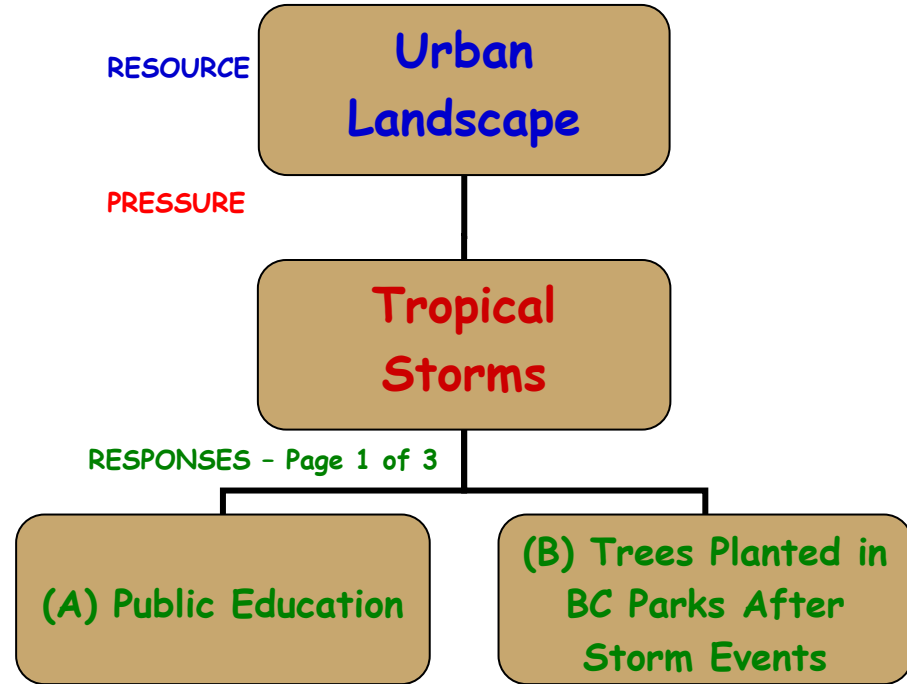 RESOURCE
Urban
Landscape
PRESSURE
Tropical
Storms
RESPONSES – Page 1 of 3
(A) Public Education
(B) Trees Planted in
BC Parks After
Storm Events